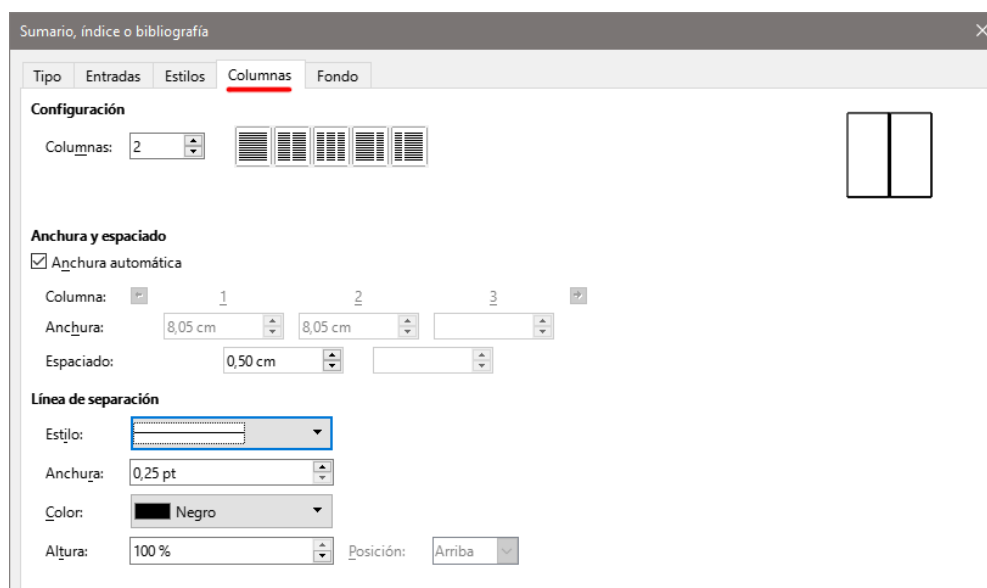 Sumario, índice o bibliografía
Tipo Entradas Estilos Columnas Fondo
Configuración
Columnas: 2
Anchura y espaciado
Anchura automática
Columna: 1 2 3
Anchura: 8,05 cm 8,05 cm
Espaciado: 0,50 cm
Línea de separación
Estilo:
Anchura: 0,25 pt
Color: Negro
Altura: 100 % Posición: Arriba